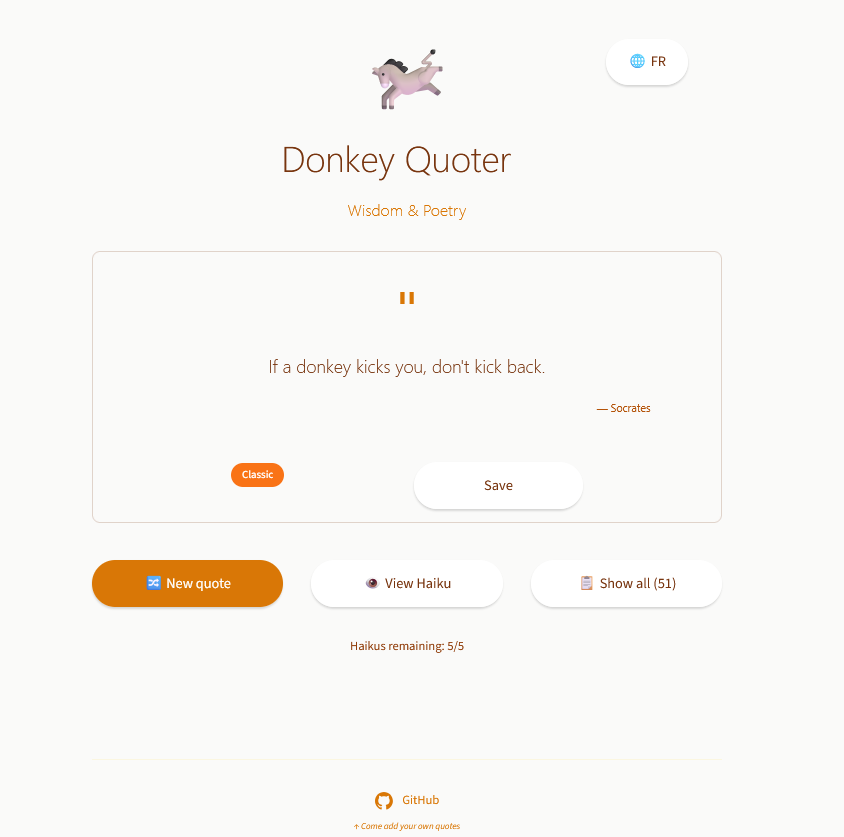 FR
Donkey Quoter
Wisdom & Poetry
"
If a donkey kicks you, don't kick back.
— Socrates
Classic
Save
New quote
View Haiku
Show all (51)
Haikus remaining: 5/5
GitHub
↑ Come add your own quotes